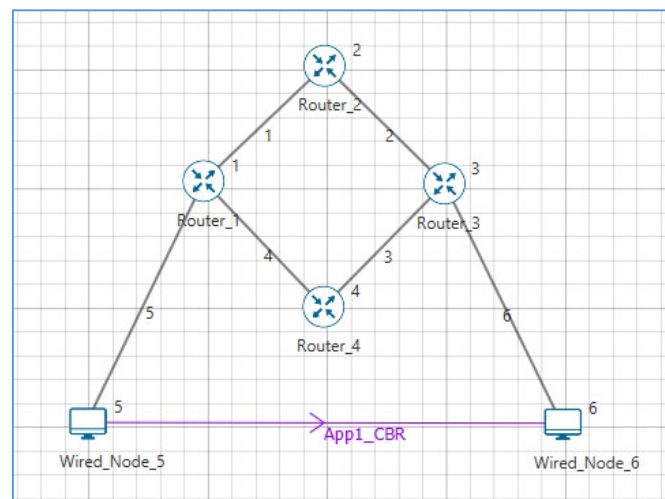 2
Router_2
1
2
1
3
Router_1
Router_3
4
3
4
Router_4
5
6
5
6
App1_CBR
Wired_Node_5
Wired_Node_6